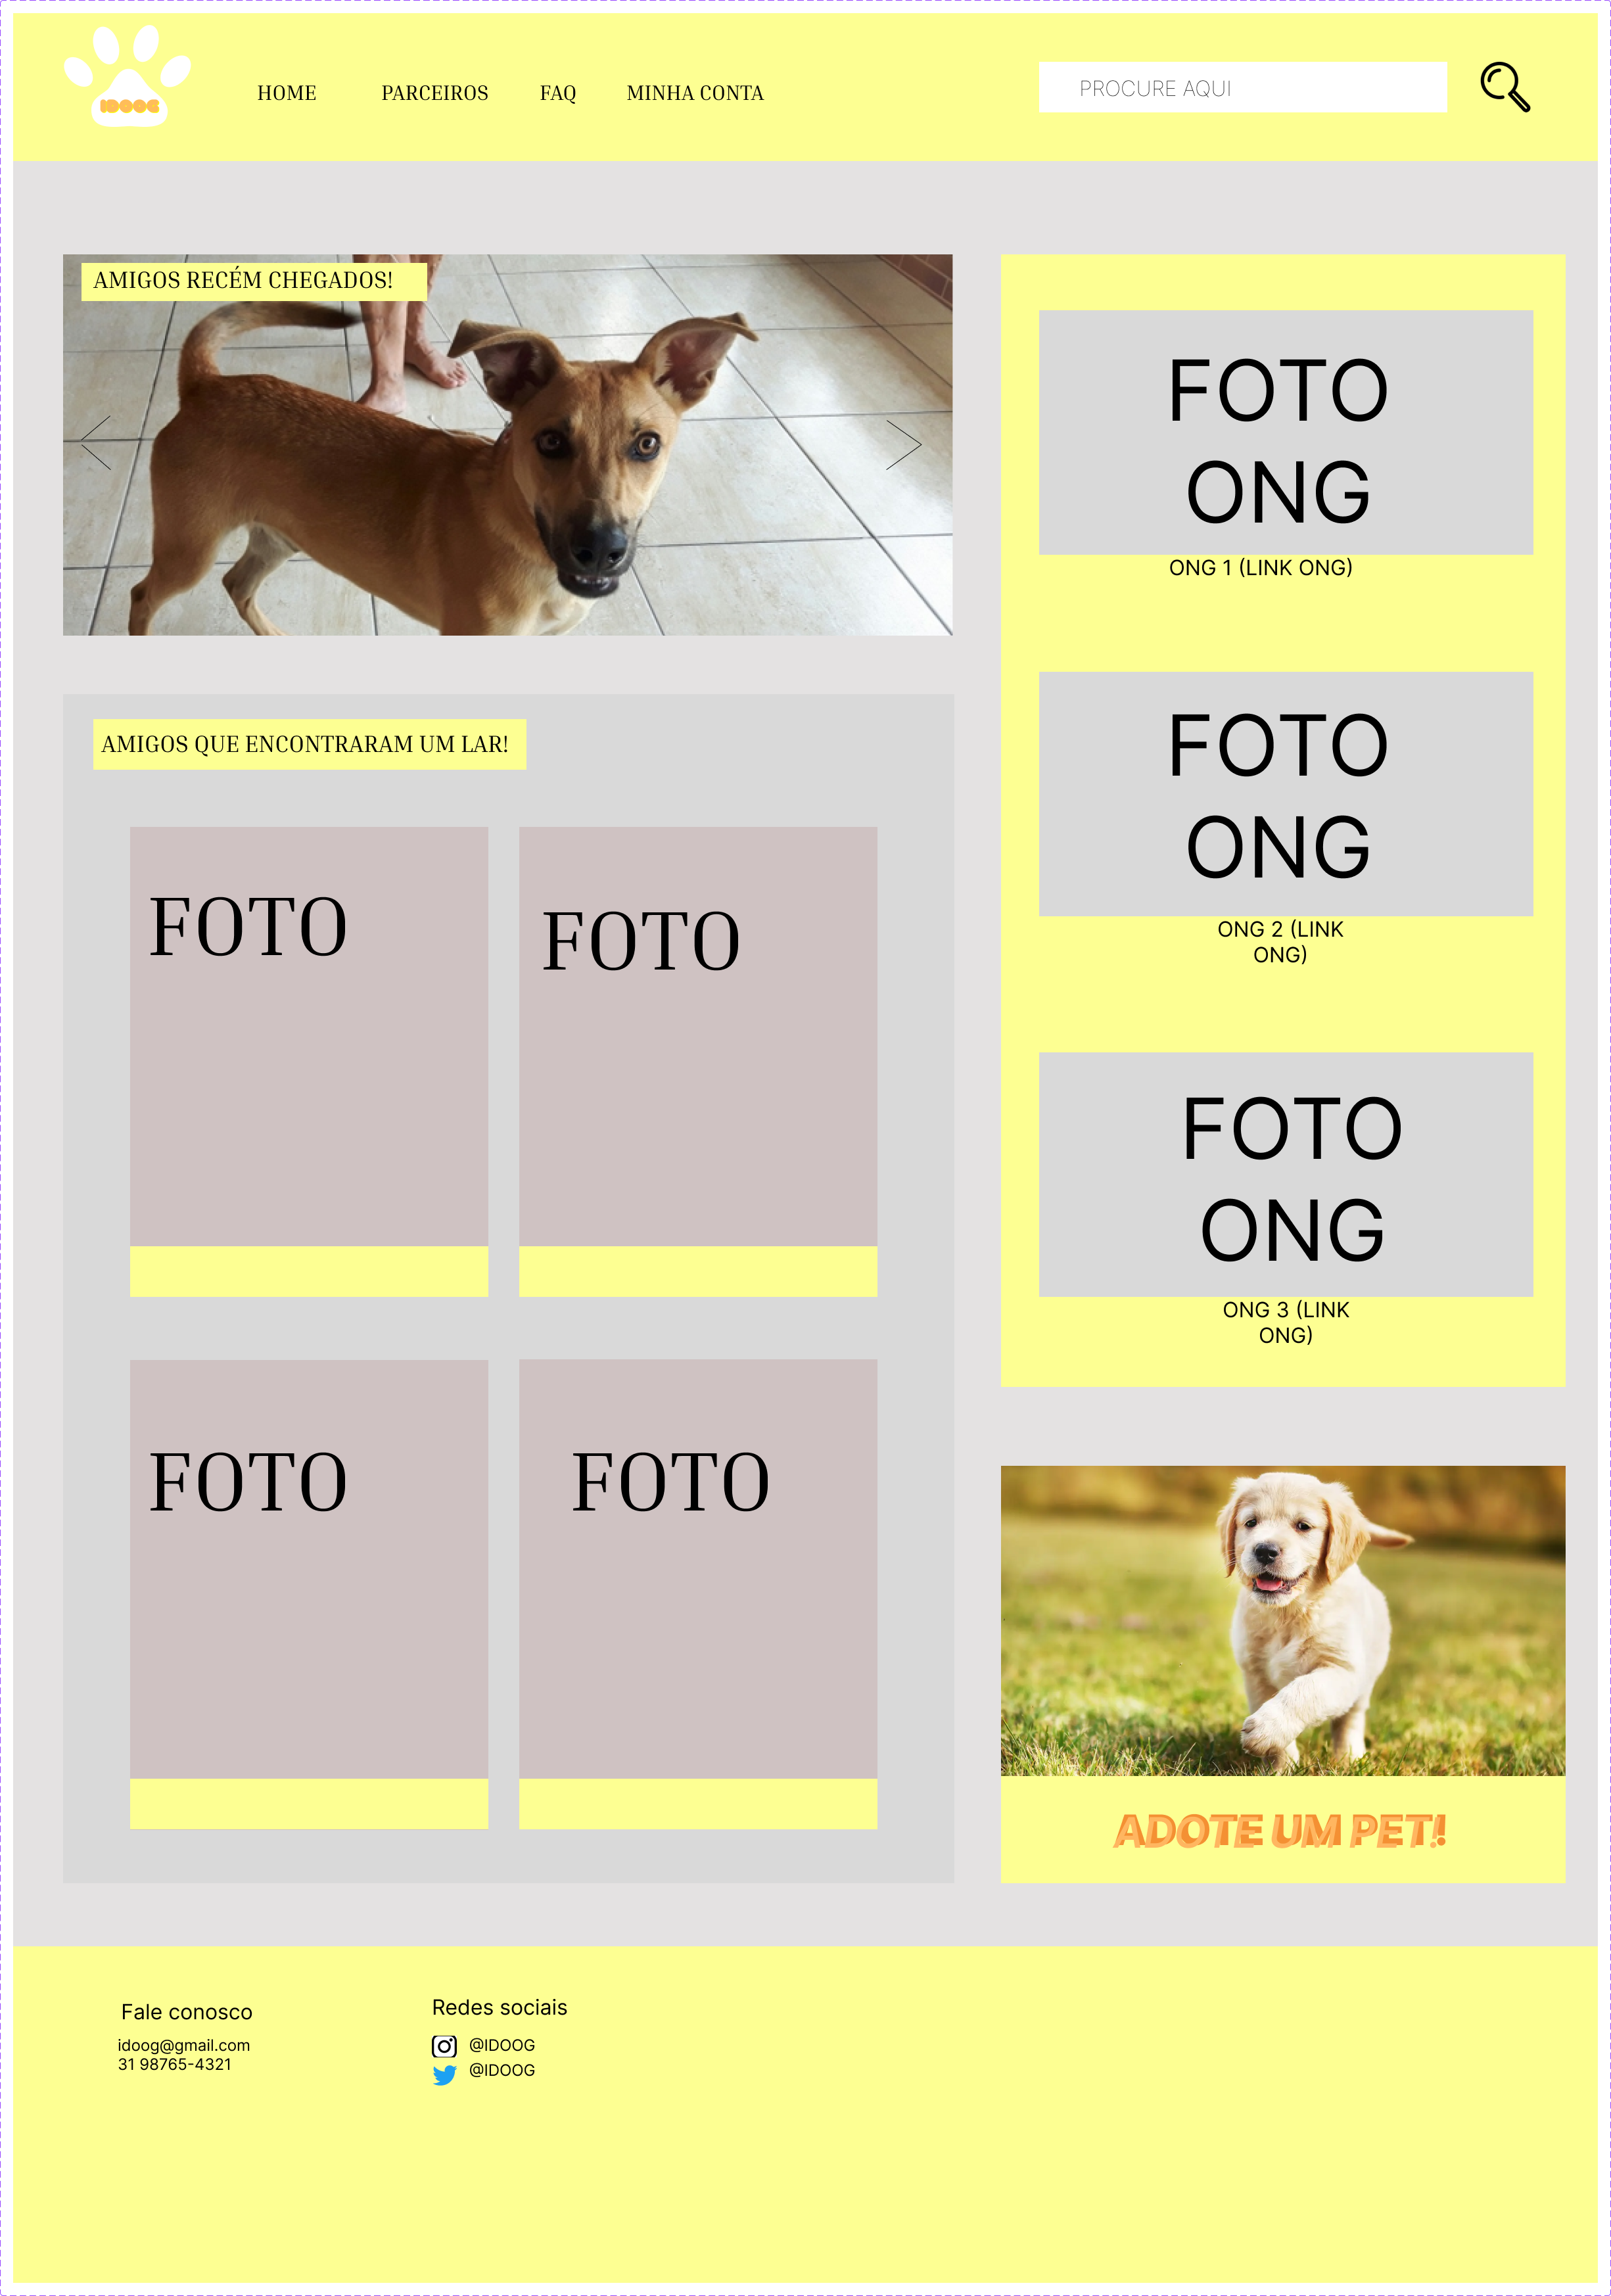 IDOOG
HOME
PARCEIROS
FAQ
MINHA CONTA
PROCURE AQUI
AMIGOS RECÉM CHEGADOS!
AMIGOS QUE ENCONTRARAM UM LAR!
FOTO
FOTO
FOTO
FOTO
FOTO
ONG
ONG 1 (LINK ONG)
FOTO
ONG
ONG 2 (LINK
ONG)
FOTO
ONG
ONG 3 (LINK
ONG)
ADOTE UM PET!
Fale conosco
idoog@gmail.com
31 98765-4321
Redes sociais
@IDOOG
@IDOOG